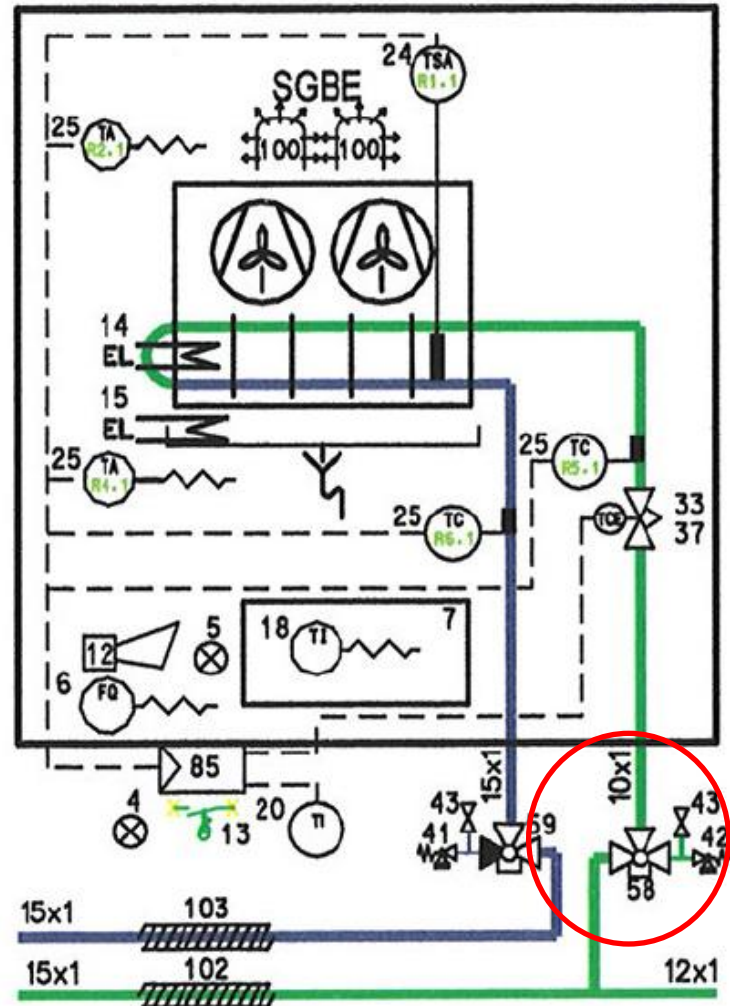 24 TSA
R1.1
SGBE
100 100
25 TA
R2.1
14
EL
15
EL
25 TA
R4.1
25 TC
R5.1
25 TC
R6.1
TCE
33
37
12
5
18 TI
7
6 FQ
85
15x1
10x1
4
13
20
TI
43
41
59
43
42
58
15x1
103
15x1
102
12x1